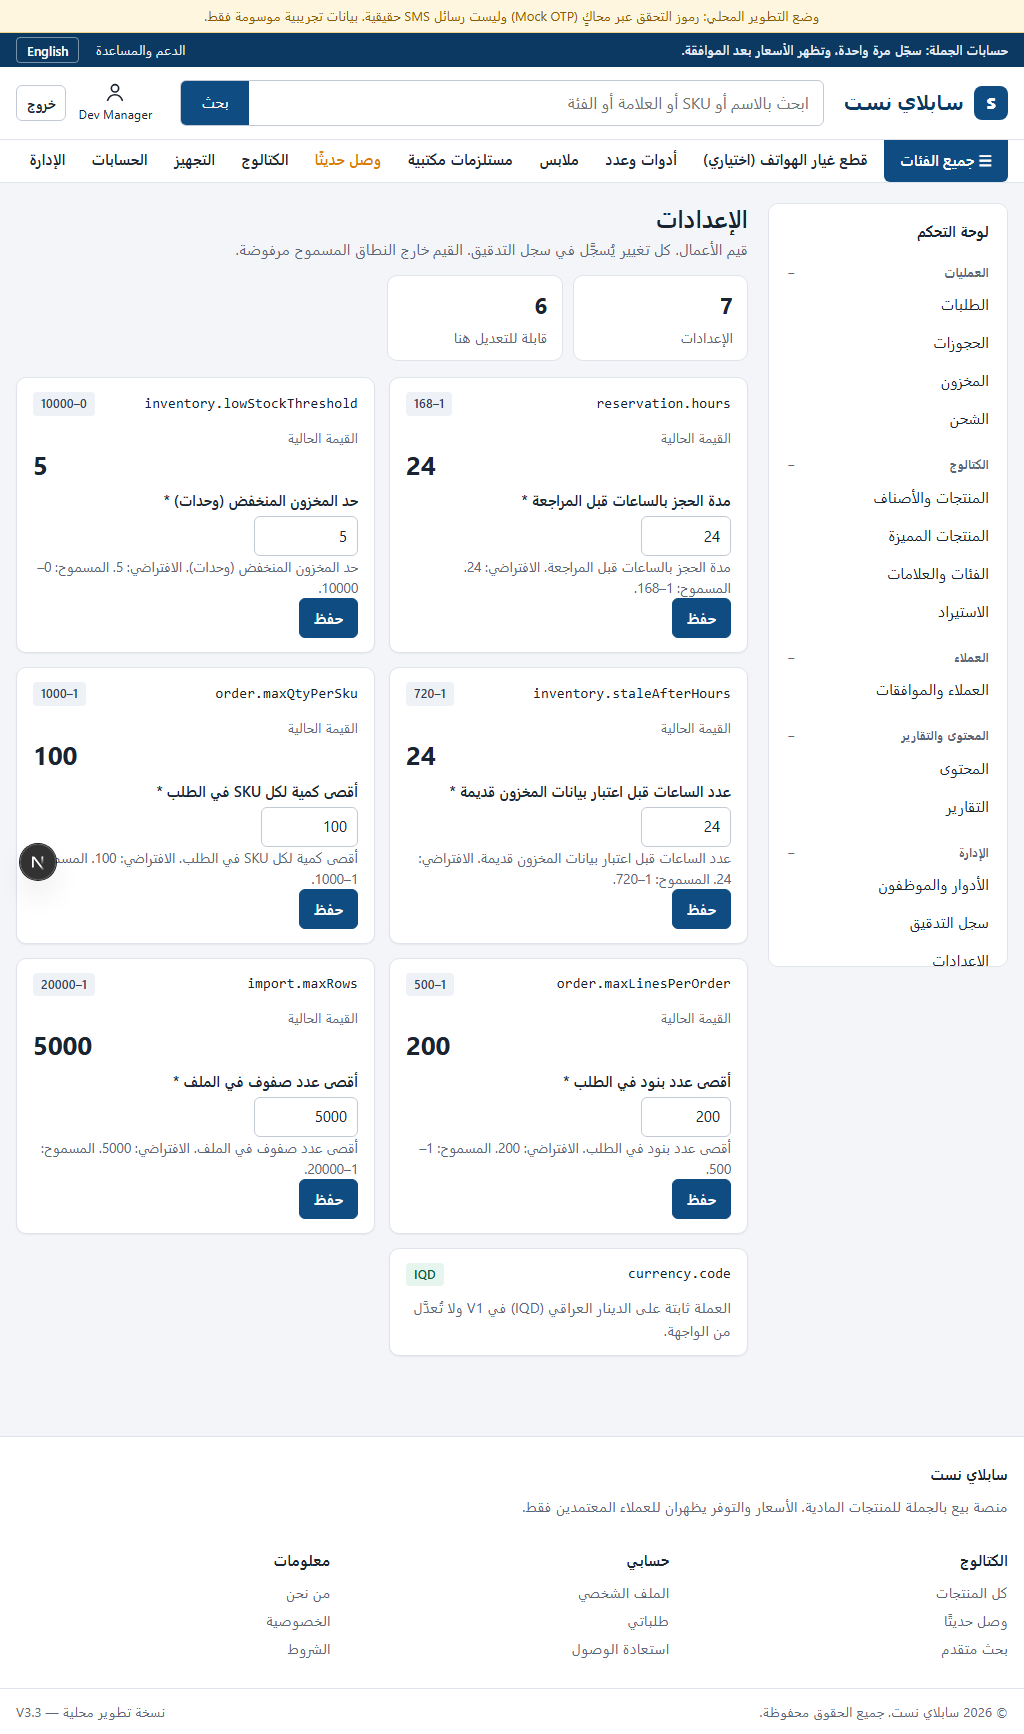 وضع التطوير المحلي: رموز التحقق عبر محاكٍ (Mock OTP) وليست رسائل SMS حقيقية. بيانات تجريبية موسومة فقط.
حسابات الجملة: سجّل مرة واحدة، وتظهر الأسعار بعد الموافقة.
الدعم والمساعدة
English
سابلاي نست
ابحث بالاسم أو SKU أو العلامة أو الفئة
بحث
Dev Manager
خروج
☰ جميع الفئات
قطع غيار الهواتف (اختياري)
أدوات وعدد
ملابس
مستلزمات مكتبية
وصل حديثًا
الكتالوج
التجهيز
الحسابات
الإدارة
لوحة التحكم
العمليات –
الطلبات
الحجوزات
المخزون
الشحن
الكتالوج –
المنتجات والأصناف
المنتجات المميزة
الفئات والعلامات
الاستيراد
العملاء –
العملاء والموافقات
المحتوى والتقارير –
المحتوى
التقارير
الإدارة –
الأدوار والموظفون
سجل التدقيق
الإعدادات
الإعدادات
قيم الأعمال. كل تغيير يُسجَّل في سجل التدقيق. القيم خارج النطاق المسموح مرفوضة.
7
الإعدادات
6
قابلة للتعديل هنا
reservation.hours
1–168
القيمة الحالية
24
مدة الحجز بالساعات قبل المراجعة *
24
مدة الحجز بالساعات قبل المراجعة. الافتراضي: 24.
المسموح: 1–168.
حفظ
inventory.lowStockThreshold
0–10000
القيمة الحالية
5
حد المخزون المنخفض (وحدات) *
5
حد المخزون المنخفض (وحدات). الافتراضي: 5. المسموح: 0–
10000.
حفظ
inventory.staleAfterHours
1–720
القيمة الحالية
24
عدد الساعات قبل اعتبار بيانات المخزون قديمة *
24
عدد الساعات قبل اعتبار بيانات المخزون قديمة. الافتراضي:
24. المسموح: 1–720.
حفظ
order.maxQtyPerSku
1–1000
القيمة الحالية
100
أقصى كمية لكل SKU في الطلب *
100
أقصى كمية لكل SKU في الطلب. الافتراضي: 100.
1–1000.
حفظ
order.maxLinesPerOrder
1–500
القيمة الحالية
200
أقصى عدد بنود في الطلب *
200
أقصى عدد بنود في الطلب. الافتراضي: 200. المسموح: 1–
500.
حفظ
import.maxRows
1–20000
القيمة الحالية
5000
أقصى عدد صفوف في الملف *
5000
أقصى عدد صفوف في الملف. الافتراضي: 5000. المسموح:
1–20000.
حفظ
currency.code
IQD
العملة ثابتة على الدينار العراقي (IQD) في V1 ولا تُعدَّل
من الواجهة.
سابلاي نست
منصة بيع بالجملة للمنتجات المادية. الأسعار والتوفر يظهران للعملاء المعتمدين فقط.
الكتالوج
كل المنتجات
وصل حديثًا
بحث متقدم
حسابي
الملف الشخصي
طلباتي
استعادة الوصول
معلومات
من نحن
الخصوصية
الشروط
© 2026 سابلاي نست. جميع الحقوق محفوظة.
نسخة تطوير محلية — V3.3